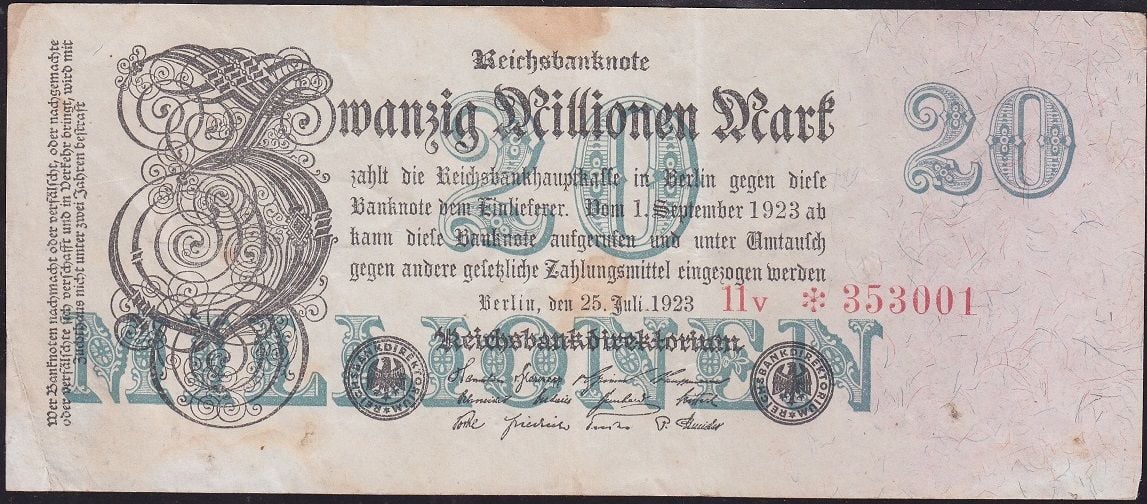 Reichsbanknote
Zwanzig Millionen Mark
20
20
zahlt die Reichsbankhauptkasse in Berlin gegen diese
Banknote dem Einlieferer. Vom 1. September 1923 ab
kann diese Banknote aufgerufen und unter Umtausch
gegen andere gesetzliche Zahlungsmittel eingezogen werden
Berlin, den 25. Juli 1923
11v * 353001
MILLIONEN
Reichsbankdirektorium
REICHSBANKDIREKTORIUM
REICHSBANKDIREKTORIUM
Wer Banknoten nachmacht oder verfälscht, oder nachgemachte
oder verfälschte sich verschafft und in Verkehr bringt, wird mit
Zuchthaus nicht unter zwei Jahren bestraft